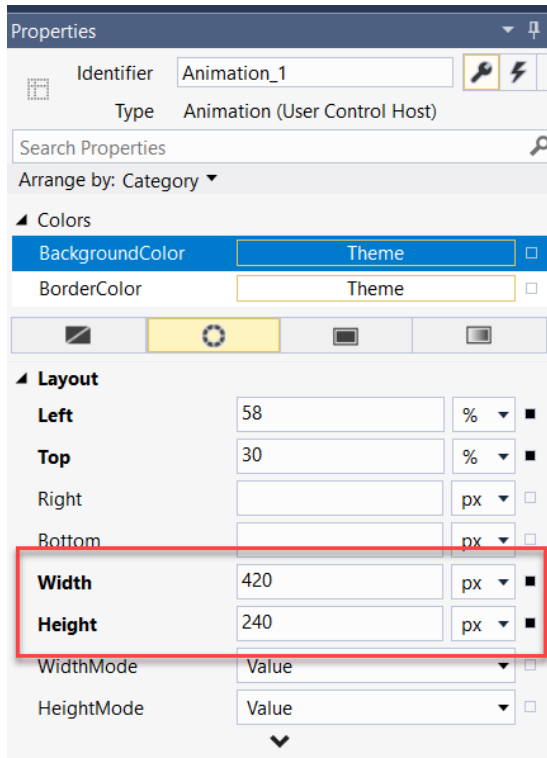 Properties
Identifier Animation_1
Type Animation (User Control Host)
Search Properties
Arrange by: Category
Colors
BackgroundColor Theme
BorderColor Theme
Layout
Left 58 %
Top 30 %
Right px
Bottom px
Width 420 px
Height 240 px
WidthMode Value
HeightMode Value